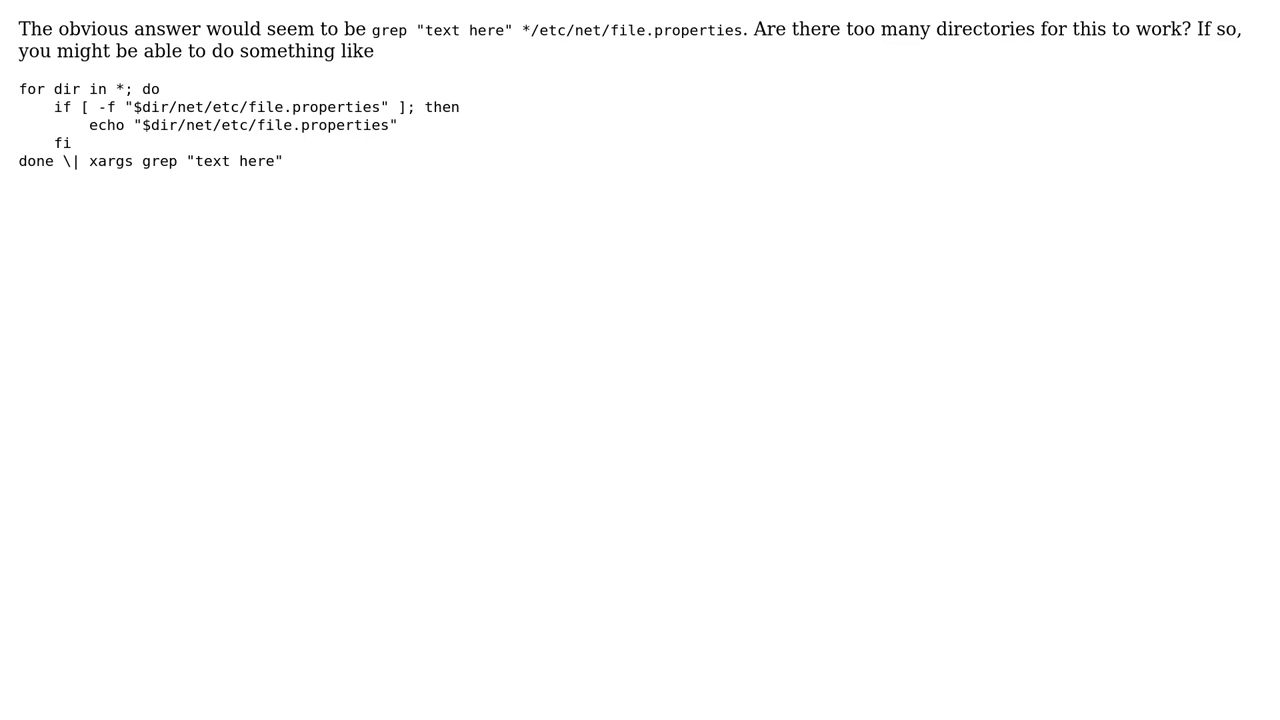 The obvious answer would seem to be grep "text here" */etc/net/file.properties. Are there too many directories for this to work? If so,
you might be able to do something like
for dir in *; do
    if [ -f "$dir/net/etc/file.properties" ]; then
        echo "$dir/net/etc/file.properties"
    fi
done \| xargs grep "text here"